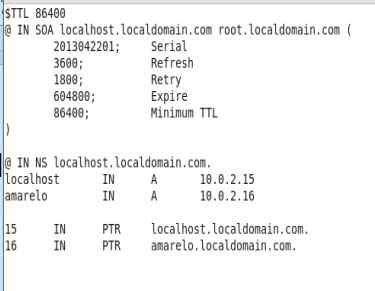 $TTL 86400
@ IN SOA localhost.localdomain.com root.localdomain.com (
2013042201; Serial
3600; Refresh
1800; Retry
604800; Expire
86400; Minimum TTL
)
@ IN NS localhost.localdomain.com.
localhost IN A 10.0.2.15
amarelo IN A 10.0.2.16
15 IN PTR localhost.localdomain.com.
16 IN PTR amarelo.localdomain.com.